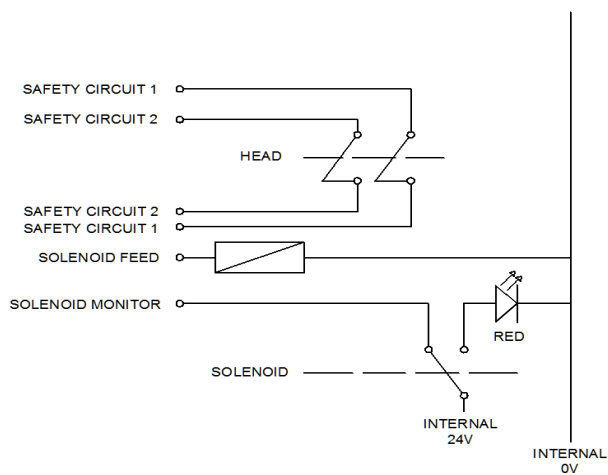 SAFETY CIRCUIT 1
SAFETY CIRCUIT 2
HEAD
SAFETY CIRCUIT 2
SAFETY CIRCUIT 1
SOLENOID FEED
SOLENOID MONITOR
RED
SOLENOID
INTERNAL
24V
INTERNAL
0V